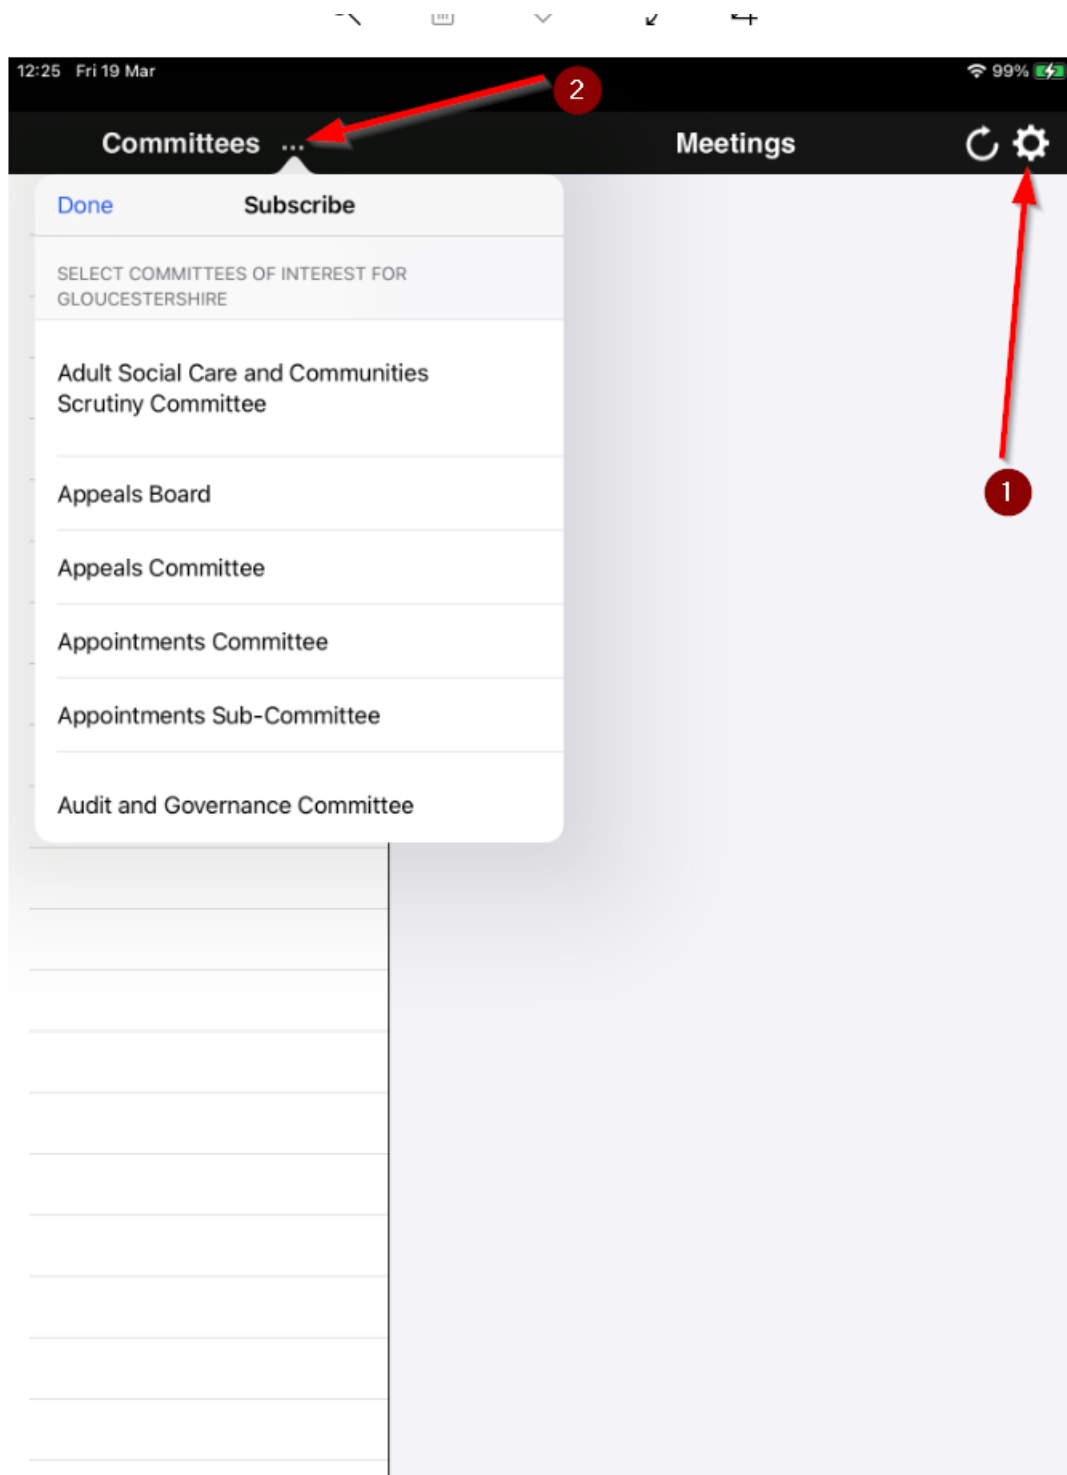 12:25 Fri 19 Mar
99%
2
Committees ...
Meetings
Done
Subscribe
SELECT COMMITTEES OF INTEREST FOR
GLOUCESTERSHIRE
Adult Social Care and Communities
Scrutiny Committee
Appeals Board
1
Appeals Committee
Appointments Committee
Appointments Sub-Committee
Audit and Governance Committee